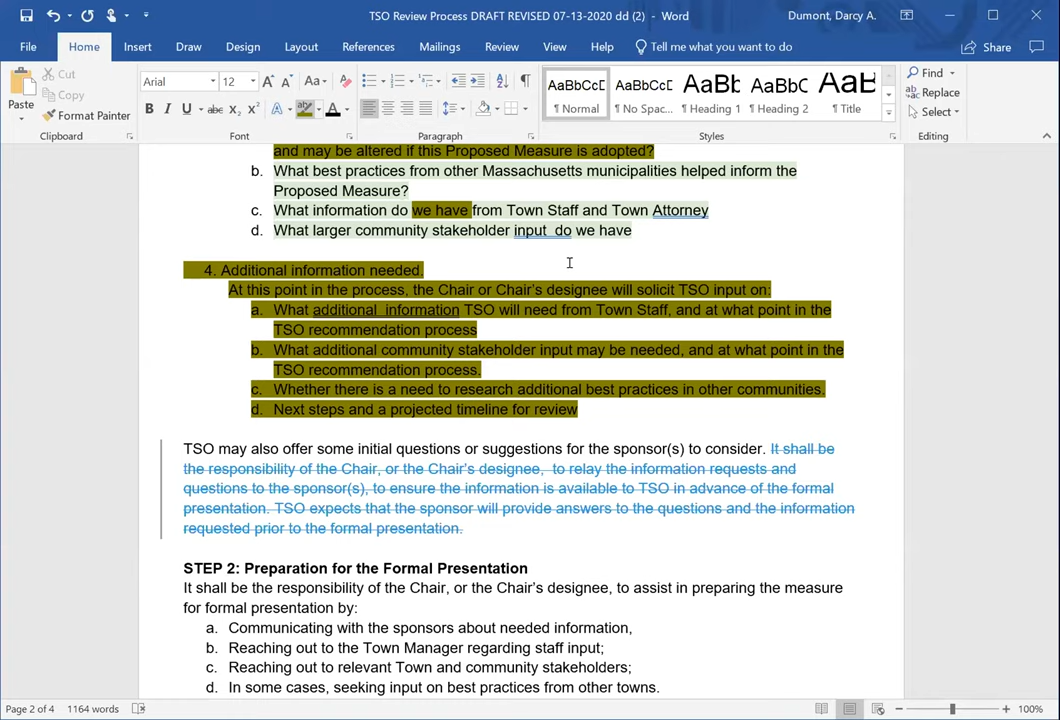 TSO Review Process DRAFT REVISED 07-13-2020 dd (2) - Word
Dumont, Darcy A.
File Home Insert Draw Design Layout References Mailings Review View Help Tell me what you want to do Share
Cut
Copy
Format Painter
Paste
Clipboard
Arial 12
Font
Paragraph
AaBbCcD AaBbCcD AaBb( AaBbC AaB
¶ Normal ¶ No Spac... Heading 1 Heading 2 Title
Styles
Find
Replace
Select
Editing
and may be altered if this Proposed Measure is adopted?
b. What best practices from other Massachusetts municipalities helped inform the
Proposed Measure?
c. What information do we have from Town Staff and Town Attorney
d. What larger community stakeholder input do we have
4. Additional information needed.
At this point in the process, the Chair or Chair's designee will solicit TSO input on:
a. What additional information TSO will need from Town Staff, and at what point in the
TSO recommendation process
b. What additional community stakeholder input may be needed, and at what point in the
TSO recommendation process.
c. Whether there is a need to research additional best practices in other communities.
d. Next steps and a projected timeline for review
TSO may also offer some initial questions or suggestions for the sponsor(s) to consider. It shall be
the responsibility of the Chair, or the Chair's designee, to relay the information requests and
questions to the sponsor(s), to ensure the information is available to TSO in advance of the formal
presentation. TSO expects that the sponsor will provide answers to the questions and the information
requested prior to the formal presentation.
STEP 2: Preparation for the Formal Presentation
It shall be the responsibility of the Chair, or the Chair's designee, to assist in preparing the measure
for formal presentation by:
a. Communicating with the sponsors about needed information,
b. Reaching out to the Town Manager regarding staff input;
c. Reaching out to relevant Town and community stakeholders;
d. In some cases, seeking input on best practices from other towns.
Page 2 of 4 1164 words 100%